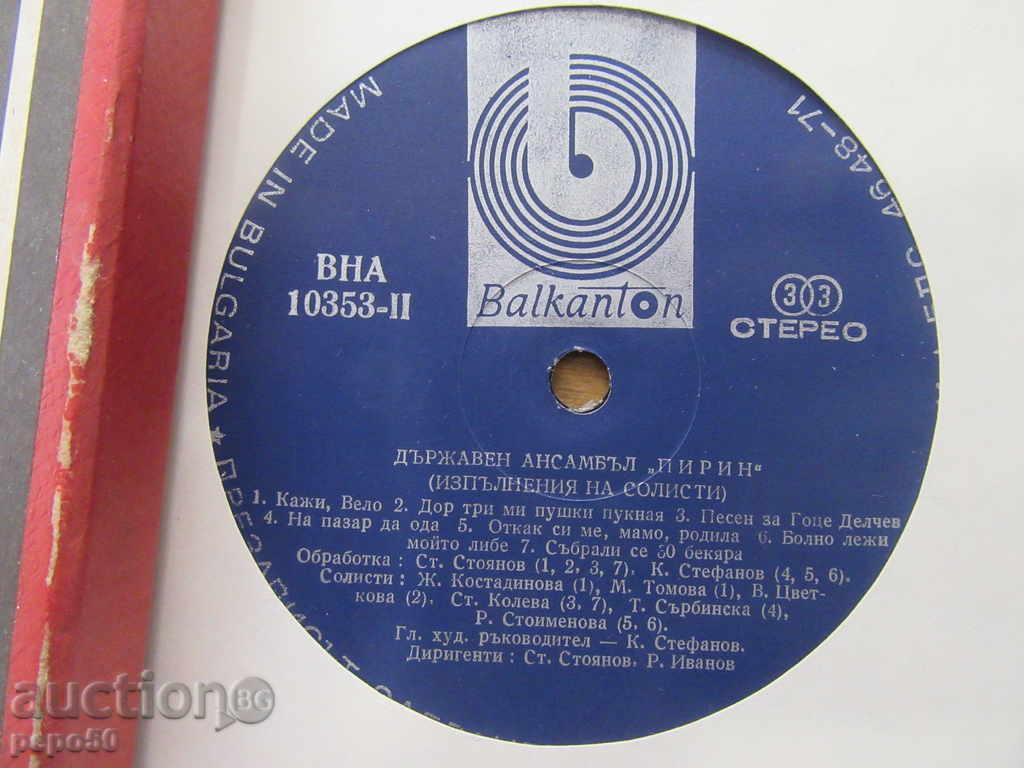 b
Balkanton
ВНА
10353-II
33
СТЕРЕО
MADE IN BULGARIA ★
4648-71
ДЪРЖАВЕН АНСАМБЪЛ „ПИРИН“
(ИЗПЪЛНЕНИЯ НА СОЛИСТИ)
1. Кажи, Вело 2. Дор три ми пушки пукная 3. Песен за Гоце Делчев
4. На пазар да ода 5. Откак си ме, мамо, родила 6. Болно лежи
мойто либе 7. Събрали се 30 бекяра
Обработка: Ст. Стоянов (1, 2, 3, 7), К. Стефанов (4, 5, 6).
Солисти: Ж. Костадинова (1), М. Томова (1), В. Цвет-
кова (2), Ст. Колева (3, 7), Т. Сърбинска (4),
Р. Стоименова (5, 6).
Гл. худ. ръководител — К. Стефанов.
Диригенти: Ст. Стоянов, Р. Иванов
auction BG
pepo50